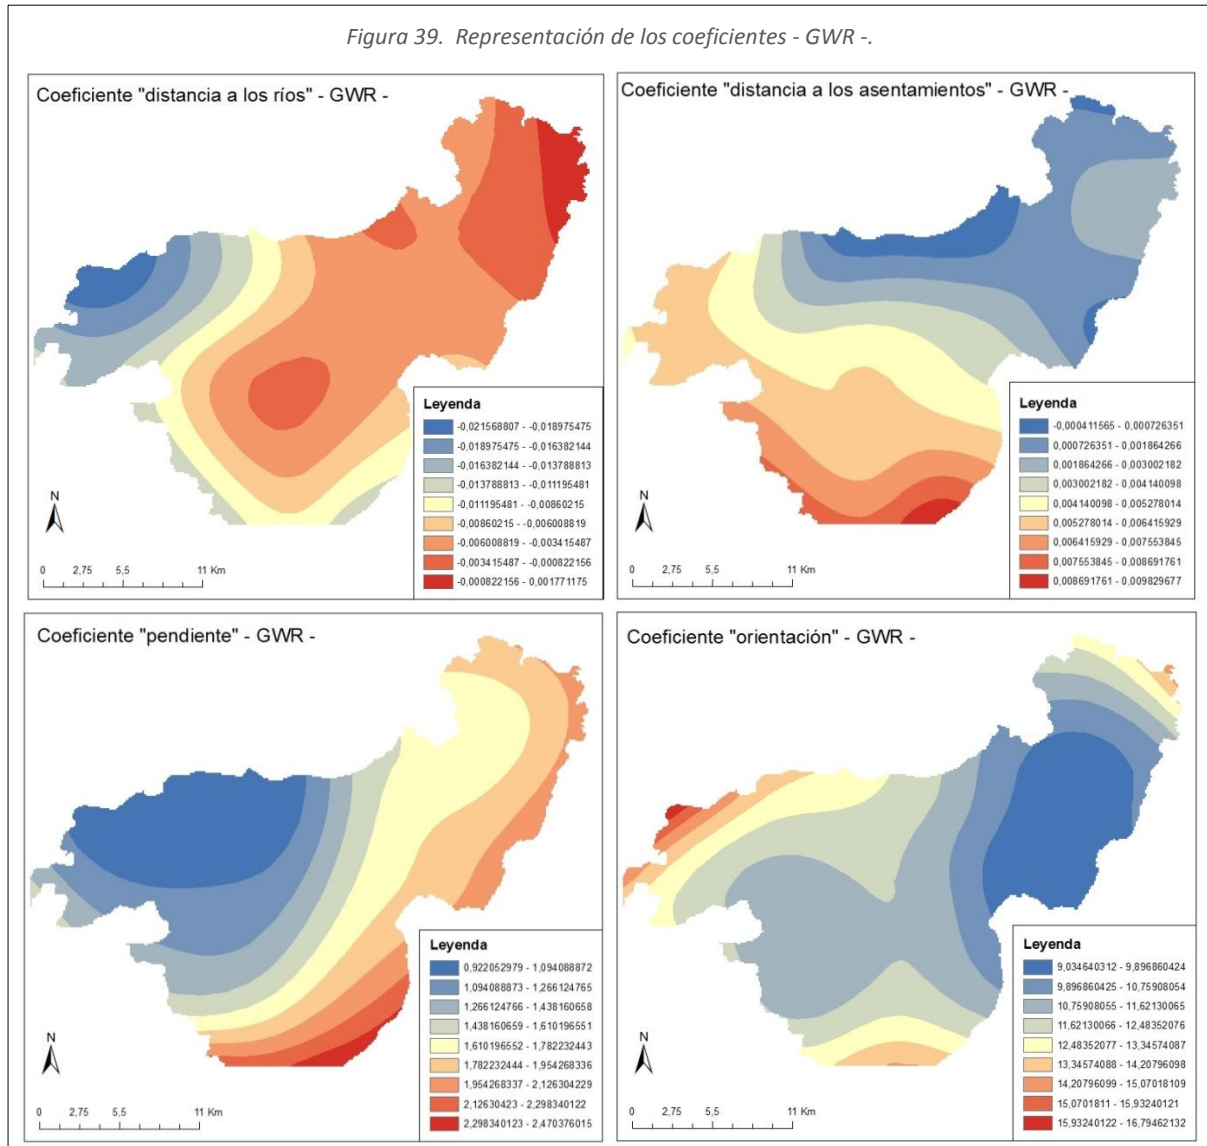 Figura 39. Representación de los coeficientes - GWR -.
Coeficiente "distancia a los ríos" - GWR -
Leyenda
-0,021568807 - -0,018975475
-0,018975475 - -0,016382144
-0,016382144 - -0,013788813
-0,013788813 - -0,011195481
-0,011195481 - -0,00860215
-0,00860215 - -0,006008819
-0,006008819 - -0,003415487
-0,003415487 - -0,000822156
-0,000822156 - 0,001771175
N
0 2,75 5,5 11 Km
Coeficiente "distancia a los asentamientos" - GWR -
Leyenda
-0,000411565 - 0,000726351
0,000726351 - 0,001864266
0,001864266 - 0,003002182
0,003002182 - 0,004140098
0,004140098 - 0,005278014
0,005278014 - 0,006415929
0,006415929 - 0,007553845
0,007553845 - 0,008691761
0,008691761 - 0,009829677
N
0 2,75 5,5 11 Km
Coeficiente "pendiente" - GWR -
Leyenda
0,922052979 - 1,094088872
1,094088873 - 1,266124765
1,266124766 - 1,438160658
1,438160659 - 1,610196551
1,610196552 - 1,782232443
1,782232444 - 1,954268336
1,954268337 - 2,126304229
2,12630423 - 2,298340122
2,298340123 - 2,470376015
N
0 2,75 5,5 11 Km
Coeficiente "orientación" - GWR -
Leyenda
9,034640312 - 9,896860424
9,896860425 - 10,75908054
10,75908055 - 11,62130065
11,62130066 - 12,48352076
12,48352077 - 13,34574087
13,34574088 - 14,20796098
14,20796099 - 15,07018109
15,0701811 - 15,93240121
15,93240122 - 16,79462132
N
0 2,75 5,5 11 Km